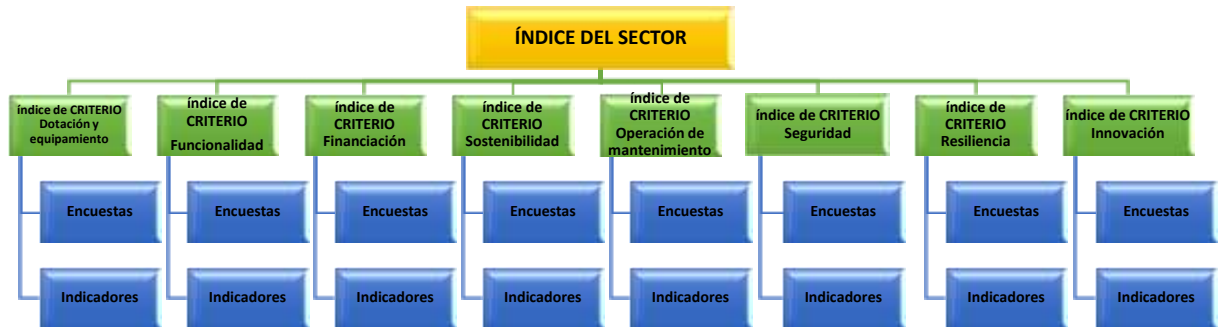 ÍNDICE DEL SECTOR
índice de CRITERIO
Dotación y
equipamiento
índice de
CRITERIO
Funcionalidad
índice de
CRITERIO
Financiación
índice de
CRITERIO
Sostenibilidad
índice de
CRITERIO
Operación de
mantenimiento
índice de CRITERIO
Seguridad
índice de
CRITERIO
Resiliencia
índice de CRITERIO
Innovación
Encuestas
Encuestas
Encuestas
Encuestas
Encuestas
Encuestas
Encuestas
Encuestas
Indicadores
Indicadores
Indicadores
Indicadores
Indicadores
Indicadores
Indicadores
Indicadores